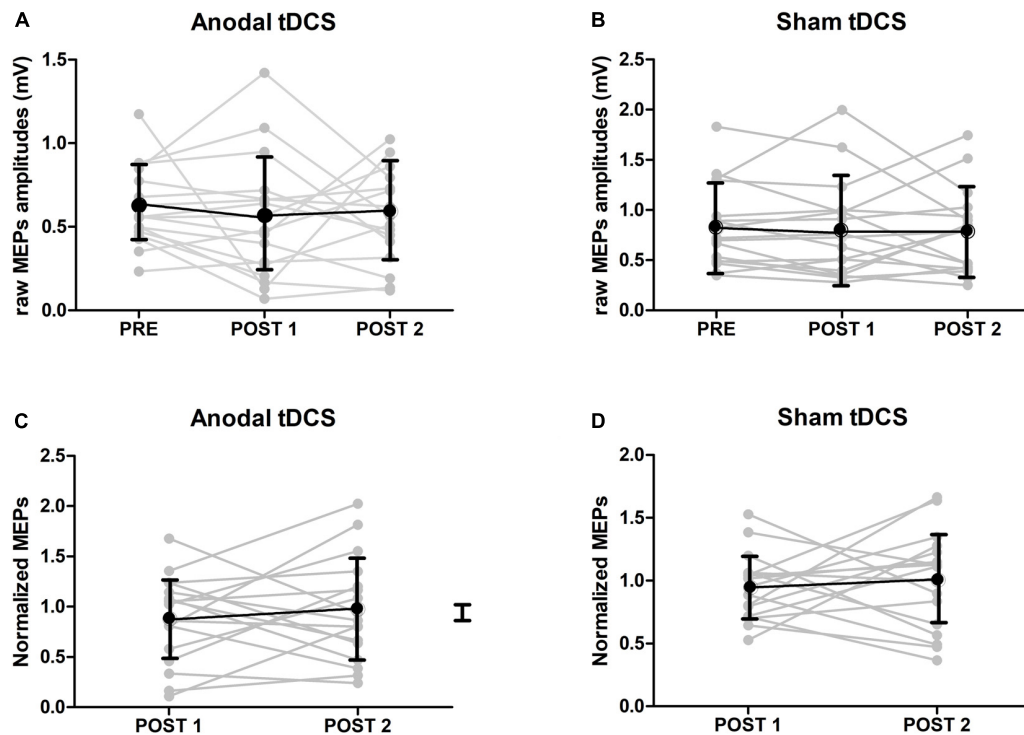 A
Anodal tDCS
raw MEPs amplitudes (mV)
1.5
1.0
0.5
0.0
PRE
POST 1
POST 2
B
Sham tDCS
raw MEPs amplitudes (mV)
2.5
2.0
1.5
1.0
0.5
0.0
PRE
POST 1
POST 2
C
Anodal tDCS
Normalized MEPs
2.5
2.0
1.5
1.0
0.5
0.0
POST 1
POST 2
D
Sham tDCS
Normalized MEPs
2.0
1.5
1.0
0.5
0.0
POST 1
POST 2